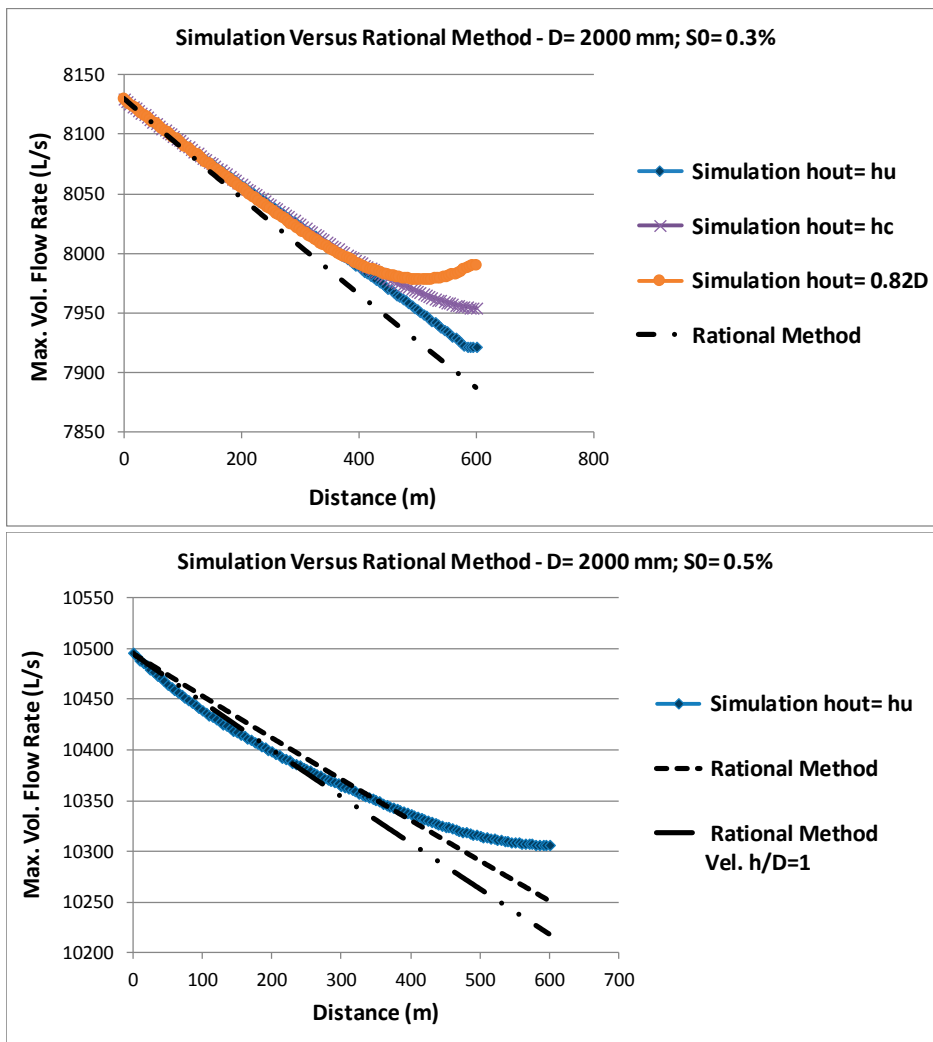 Simulation Versus Rational Method - D= 2000 mm; S0= 0.3%
Max. Vol. Flow Rate (L/s)
8150
8100
8050
8000
7950
7900
7850
0 200 400 600 800
Distance (m)
Simulation hout= hu
Simulation hout= hc
Simulation hout= 0.82D
Rational Method
Simulation Versus Rational Method - D= 2000 mm; S0= 0.5%
Max. Vol. Flow Rate (L/s)
10550
10500
10450
10400
10350
10300
10250
10200
0 100 200 300 400 500 600 700
Distance (m)
Simulation hout= hu
Rational Method
Rational Method
Vel. h/D=1